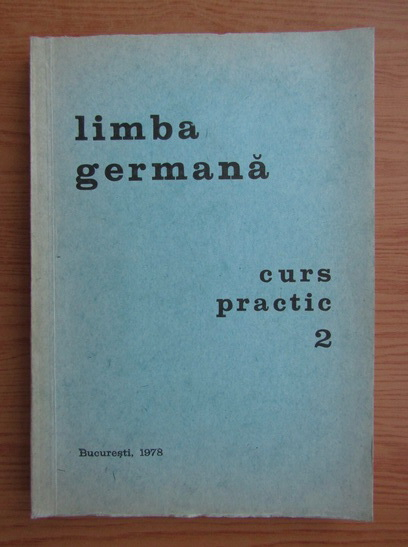 limba
germană
curs
practic
2
București, 1978